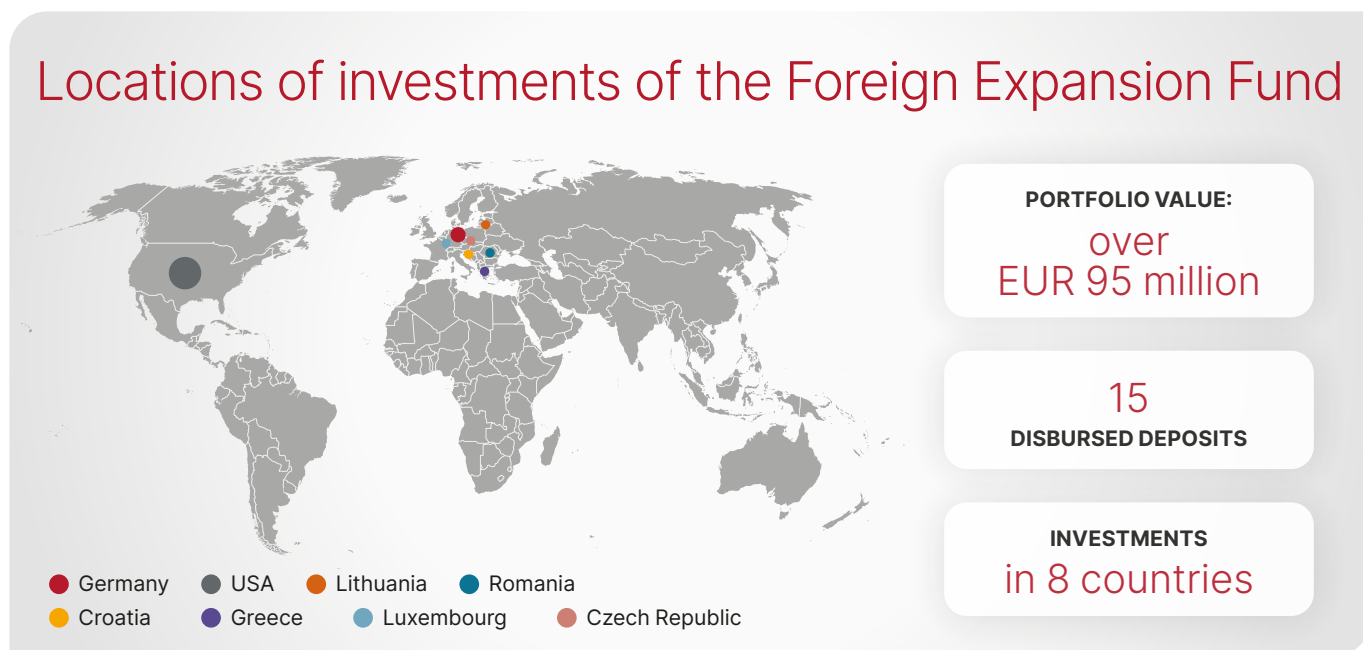 Locations of investments of the Foreign Expansion Fund
PORTFOLIO VALUE:
over
EUR 95 million
15
DISBURSED DEPOSITS
INVESTMENTS
in 8 countries
Germany USA Lithuania Romania
Croatia Greece Luxembourg Czech Republic